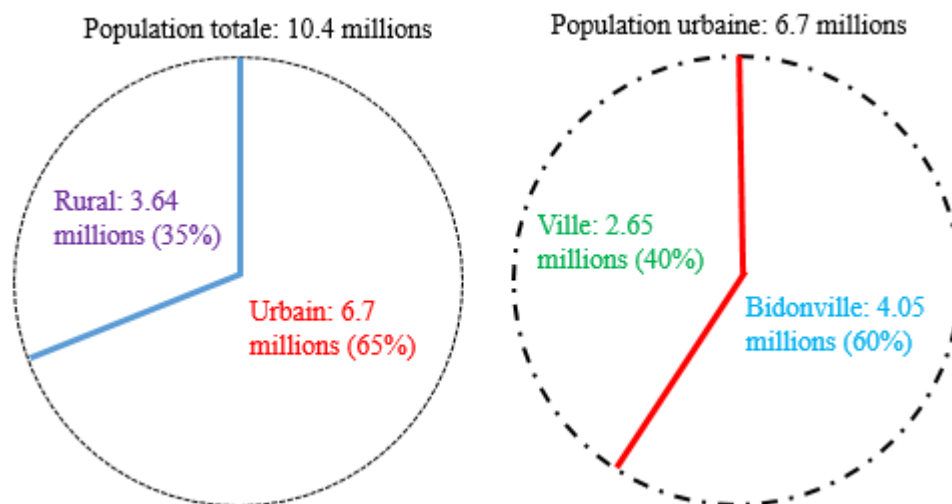 Population totale: 10.4 millions
Rural: 3.64
millions (35%)
Urbain: 6.7
millions (65%)
Population urbaine: 6.7 millions
Ville: 2.65
millions (40%)
Bidonville: 4.05
millions (60%)